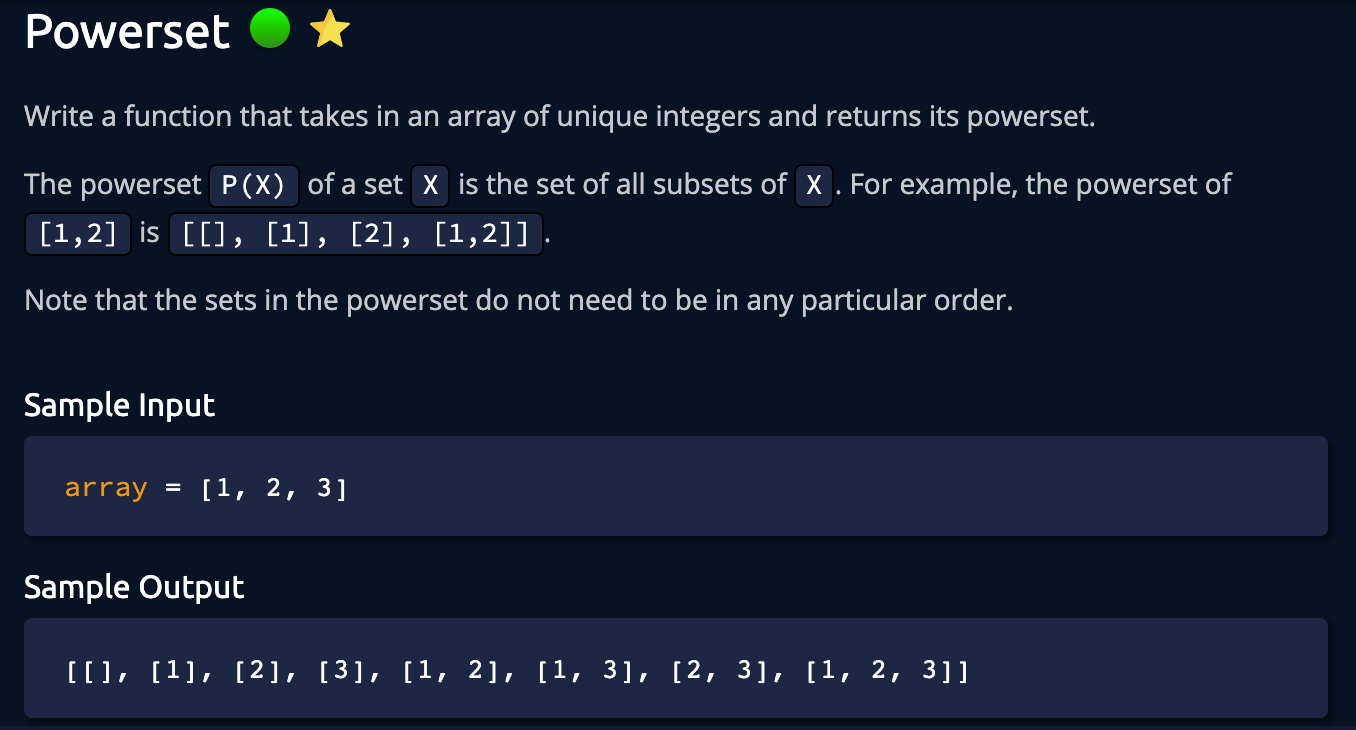 Powerset
Write a function that takes in an array of unique integers and returns its powerset.
The powerset P(X) of a set X is the set of all subsets of X. For example, the powerset of
[1,2] is [[], [1], [2], [1,2]].
Note that the sets in the powerset do not need to be in any particular order.
Sample Input
array = [1, 2, 3]
Sample Output
[[], [1], [2], [3], [1, 2], [1, 3], [2, 3], [1, 2, 3]]